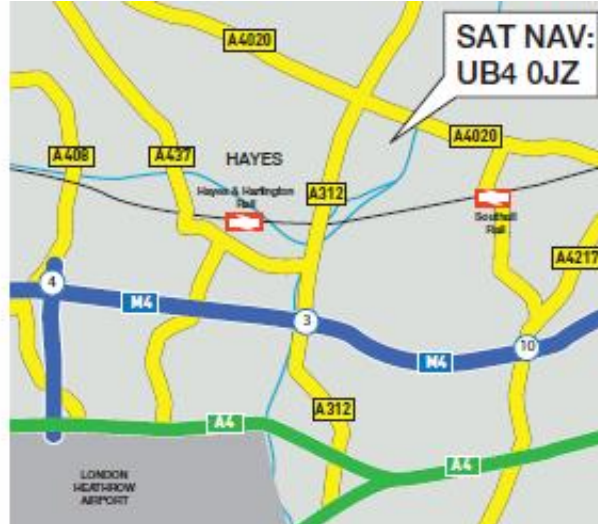 A4020
SAT NAV:
UB4 0JZ
A4020
A408
A437
HAYES
Hayes & Harlington
Rail
A312
Southall
Rail
A4217
4
M4
3
10
M4
A312
A4
A4
LONDON
HEATHROW
AIRPORT